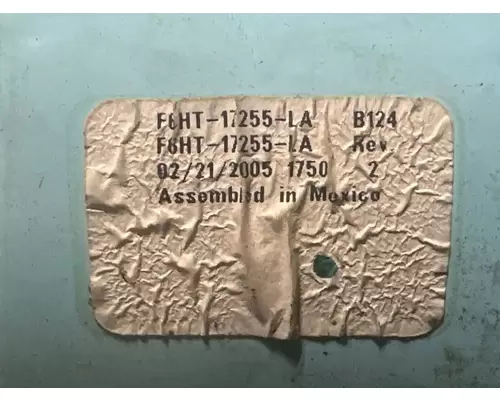 F6HT-17255-LA B124
F6HT-17255-LA Rev
02/21/2005 1750 2
Assembled in Mexico